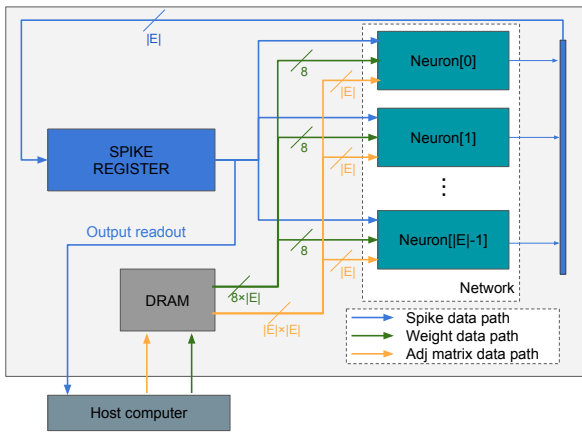 |E|
Neuron[0]
8
|E|
Neuron[1]
8
|E|
SPIKE
REGISTER
⋮
Output readout
Neuron[|E|-1]
8
|E|
DRAM
8×|E|
|E|×|E|
Network
Spike data path
Weight data path
Adj matrix data path
Host computer